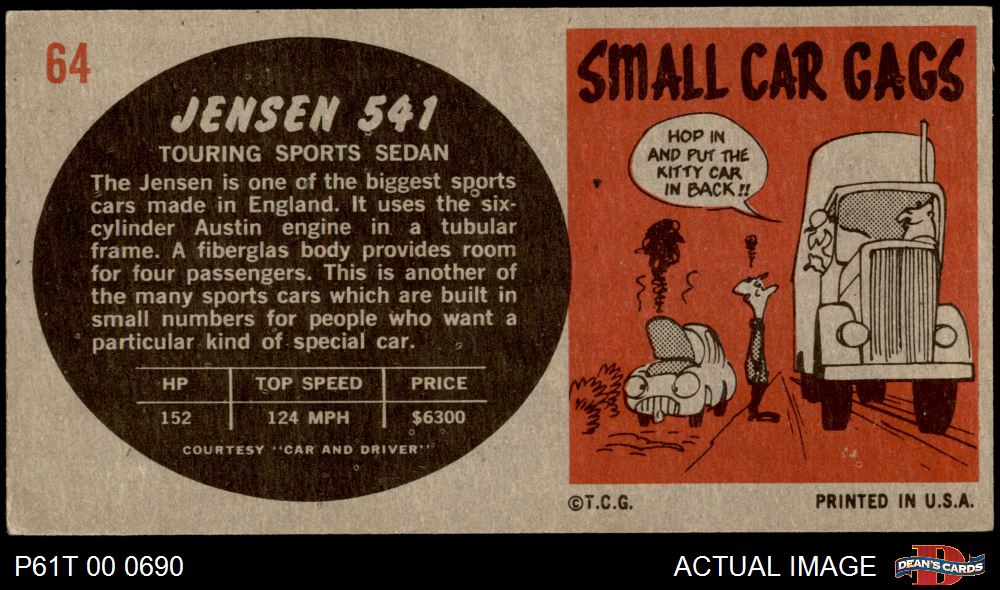 64
JENSEN 541
TOURING SPORTS SEDAN
The Jensen is one of the biggest sports
cars made in England. It uses the six-
cylinder Austin engine in a tubular
frame. A fiberglas body provides room
for four passengers. This is another of
the many sports cars which are built in
small numbers for people who want a
particular kind of special car.
HP TOP SPEED PRICE
152 124 MPH $6300
COURTESY "CAR AND DRIVER"
SMALL CAR GAGS
HOP IN
AND PUT THE
KITTY CAR
IN BACK!!
©T.C.G. PRINTED IN U.S.A.
P61T 00 0690 ACTUAL IMAGE
D
DEAN'S CARDS